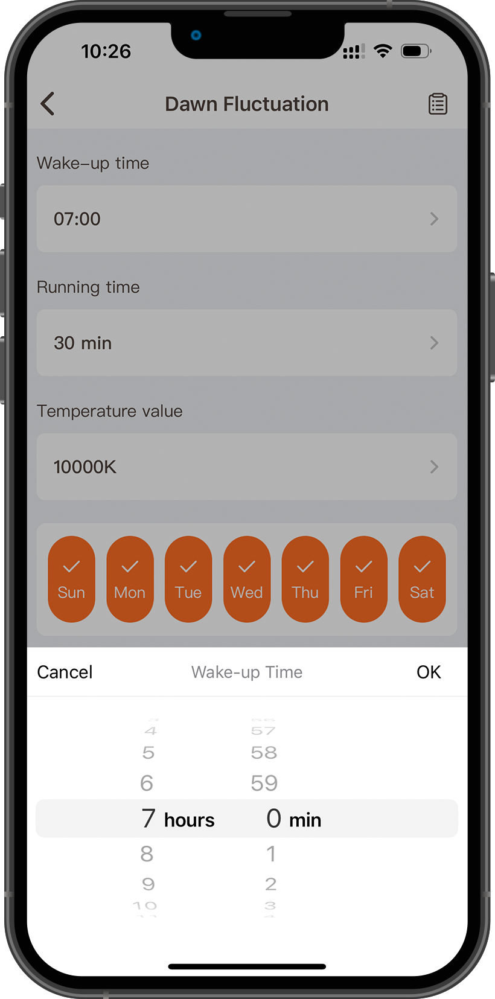 10:26
Dawn Fluctuation
Wake-up time
07:00
Running time
30 min
Temperature value
10000K
Sun Mon Tue Wed Thu Fri Sat
Cancel Wake-up Time OK
4 57
5 58
6 59
7 hours 0 min
8 1
9 2
10 3